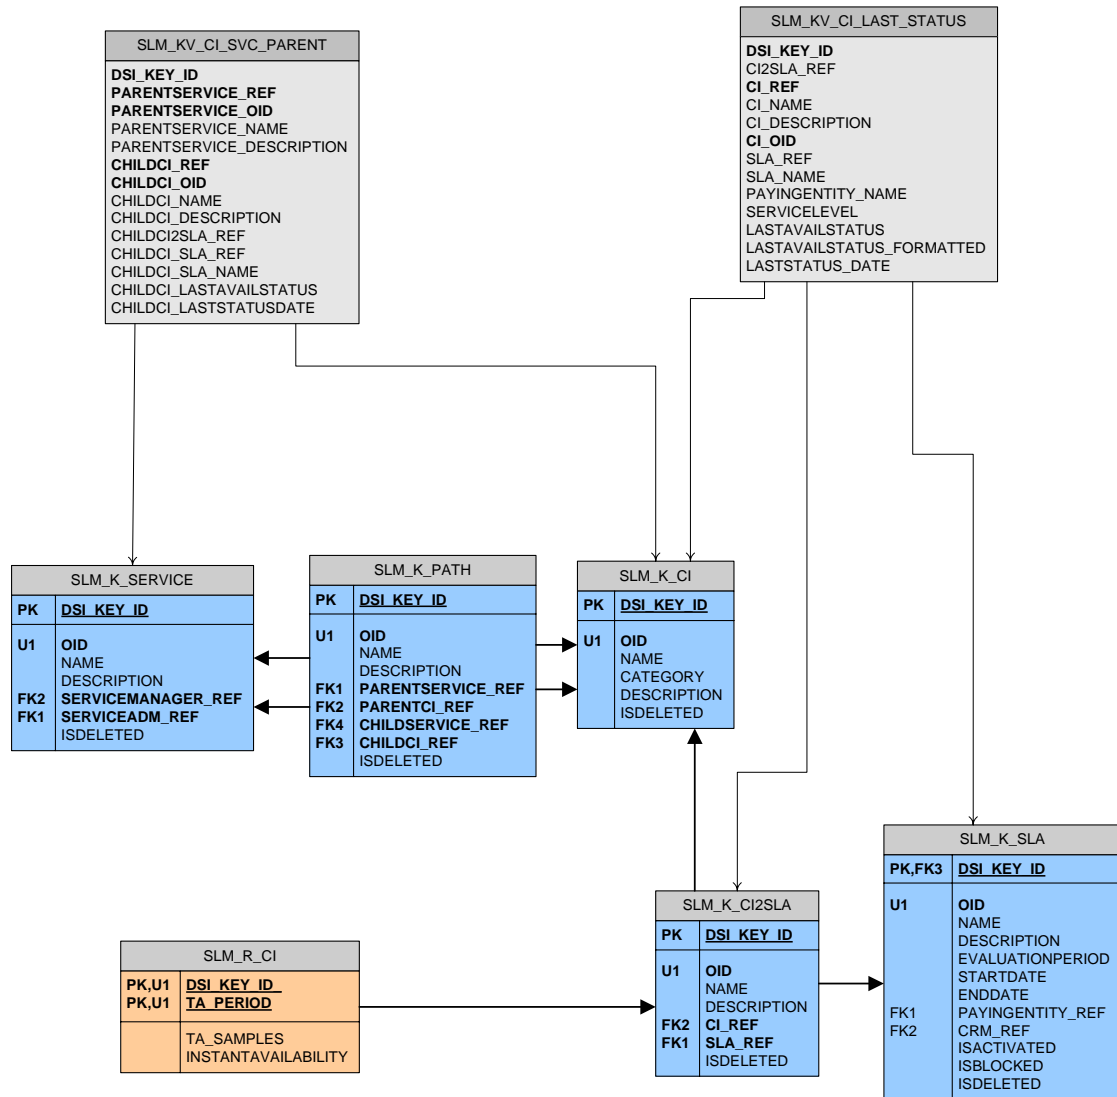 SLM_KV_CI_SVC_PARENT
DSI_KEY_ID
PARENTSERVICE_REF
PARENTSERVICE_OID
PARENTSERVICE_NAME
PARENTSERVICE_DESCRIPTION
CHILDCI_REF
CHILDCI_OID
CHILDCI_NAME
CHILDCI_DESCRIPTION
CHILDCI2SLA_REF
CHILDCI_SLA_REF
CHILDCI_SLA_NAME
CHILDCI_LASTAVAILSTATUS
CHILDCI_LASTSTATUSDATE
SLM_KV_CI_LAST_STATUS
DSI_KEY_ID
CI2SLA_REF
CI_REF
CI_NAME
CI_DESCRIPTION
CI_OID
SLA_REF
SLA_NAME
PAYINGENTITY_NAME
SERVICELEVEL
LASTAVAILSTATUS
LASTAVAILSTATUS_FORMATTED
LASTSTATUS_DATE
SLM_K_SERVICE
PK DSI_KEY_ID
U1 OID
NAME
DESCRIPTION
FK2 SERVICEMANAGER_REF
FK1 SERVICEADM_REF
ISDELETED
SLM_K_PATH
PK DSI_KEY_ID
U1 OID
NAME
DESCRIPTION
FK1 PARENTSERVICE_REF
FK2 PARENTCI_REF
FK4 CHILDSERVICE_REF
FK3 CHILDCI_REF
ISDELETED
SLM_K_CI
PK DSI_KEY_ID
U1 OID
NAME
CATEGORY
DESCRIPTION
ISDELETED
SLM_R_CI
PK,U1 DSI_KEY_ID
PK,U1 TA_PERIOD
TA_SAMPLES
INSTANTAVAILABILITY
SLM_K_CI2SLA
PK DSI_KEY_ID
U1 OID
NAME
DESCRIPTION
FK2 CI_REF
FK1 SLA_REF
ISDELETED
SLM_K_SLA
PK,FK3 DSI_KEY_ID
U1 OID
NAME
DESCRIPTION
EVALUATIONPERIOD
STARTDATE
ENDDATE
FK1 PAYINGENTITY_REF
FK2 CRM_REF
ISACTIVATED
ISBLOCKED
ISDELETED